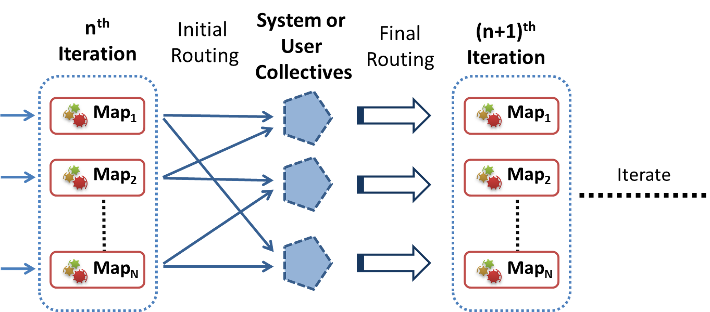 nth
Iteration
Initial
Routing
System or
User
Collectives
Final
Routing
(n+1)th
Iteration
Map1
Map2
MapN
Map1
Map2
MapN
Iterate